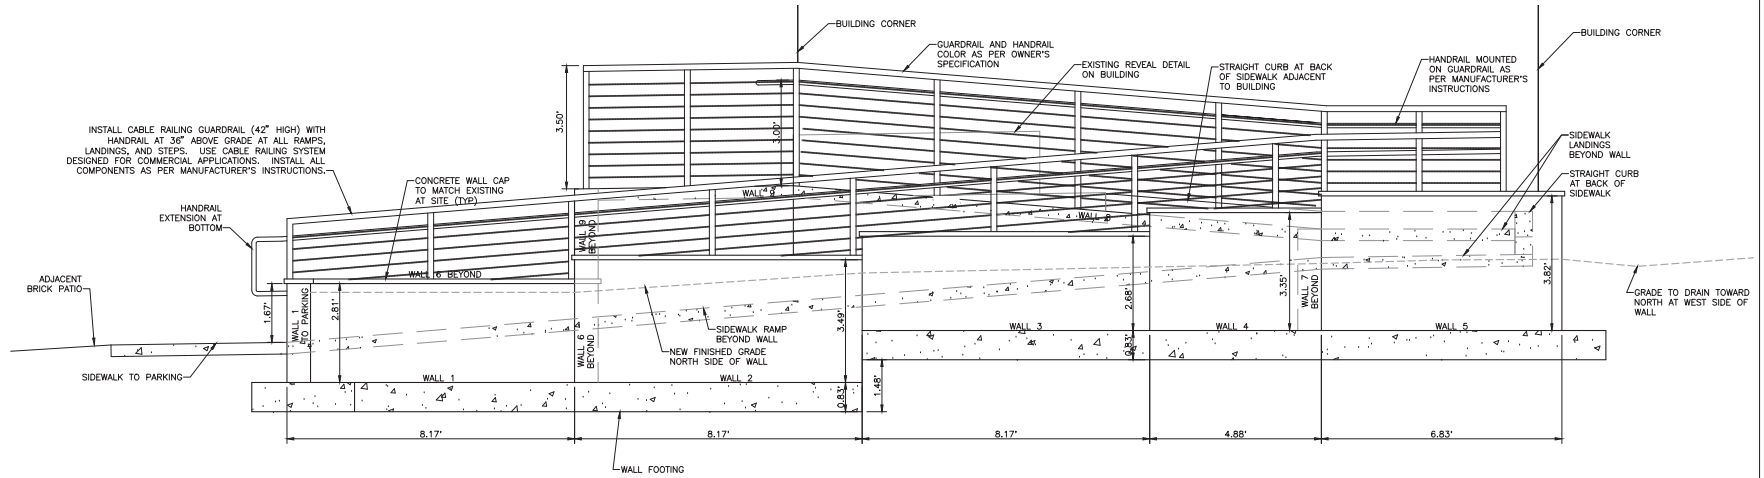 BUILDING CORNER
BUILDING CORNER
GUARDRAIL AND HANDRAIL
COLOR AS PER OWNER'S
SPECIFICATION
EXISTING REVEAL DETAIL
ON BUILDING
STRAIGHT CURB AT BACK
OF SIDEWALK ADJACENT
TO BUILDING
HANDRAIL MOUNTED
ON GUARDRAIL AS
PER MANUFACTURER'S
INSTRUCTIONS
3.50'
3.00'
INSTALL CABLE RAILING GUARDRAIL (42" HIGH) WITH
HANDRAIL AT 36" ABOVE GRADE AT ALL RAMPS,
LANDINGS, AND STEPS. USE CABLE RAILING SYSTEM
DESIGNED FOR COMMERCIAL APPLICATIONS. INSTALL ALL
COMPONENTS AS PER MANUFACTURER'S INSTRUCTIONS.
SIDEWALK
LANDINGS
BEYOND WALL
CONCRETE WALL CAP
TO MATCH EXISTING
AT SITE (TYP)
STRAIGHT CURB
AT BACK OF
SIDEWALK
HANDRAIL
EXTENSION AT
BOTTOM
WALL 9
WALL 8
WALL 9
BEYOND
WALL 6 BEYOND
ADJACENT
BRICK PATIO
1.67'
WALL 1
TO PARKING
2.81'
WALL 6
BEYOND
3.49'
2.68'
3.35'
WALL 7
BEYOND
3.82'
GRADE TO DRAIN TOWARD
NORTH AT WEST SIDE OF
WALL
SIDEWALK RAMP
BEYOND WALL
NEW FINISHED GRADE
NORTH SIDE OF WALL
WALL 3
WALL 4
WALL 5
0.83'
SIDEWALK TO PARKING
WALL 1
WALL 2
0.83'
1.48'
8.17'
8.17'
8.17'
4.88'
6.83'
WALL FOOTING